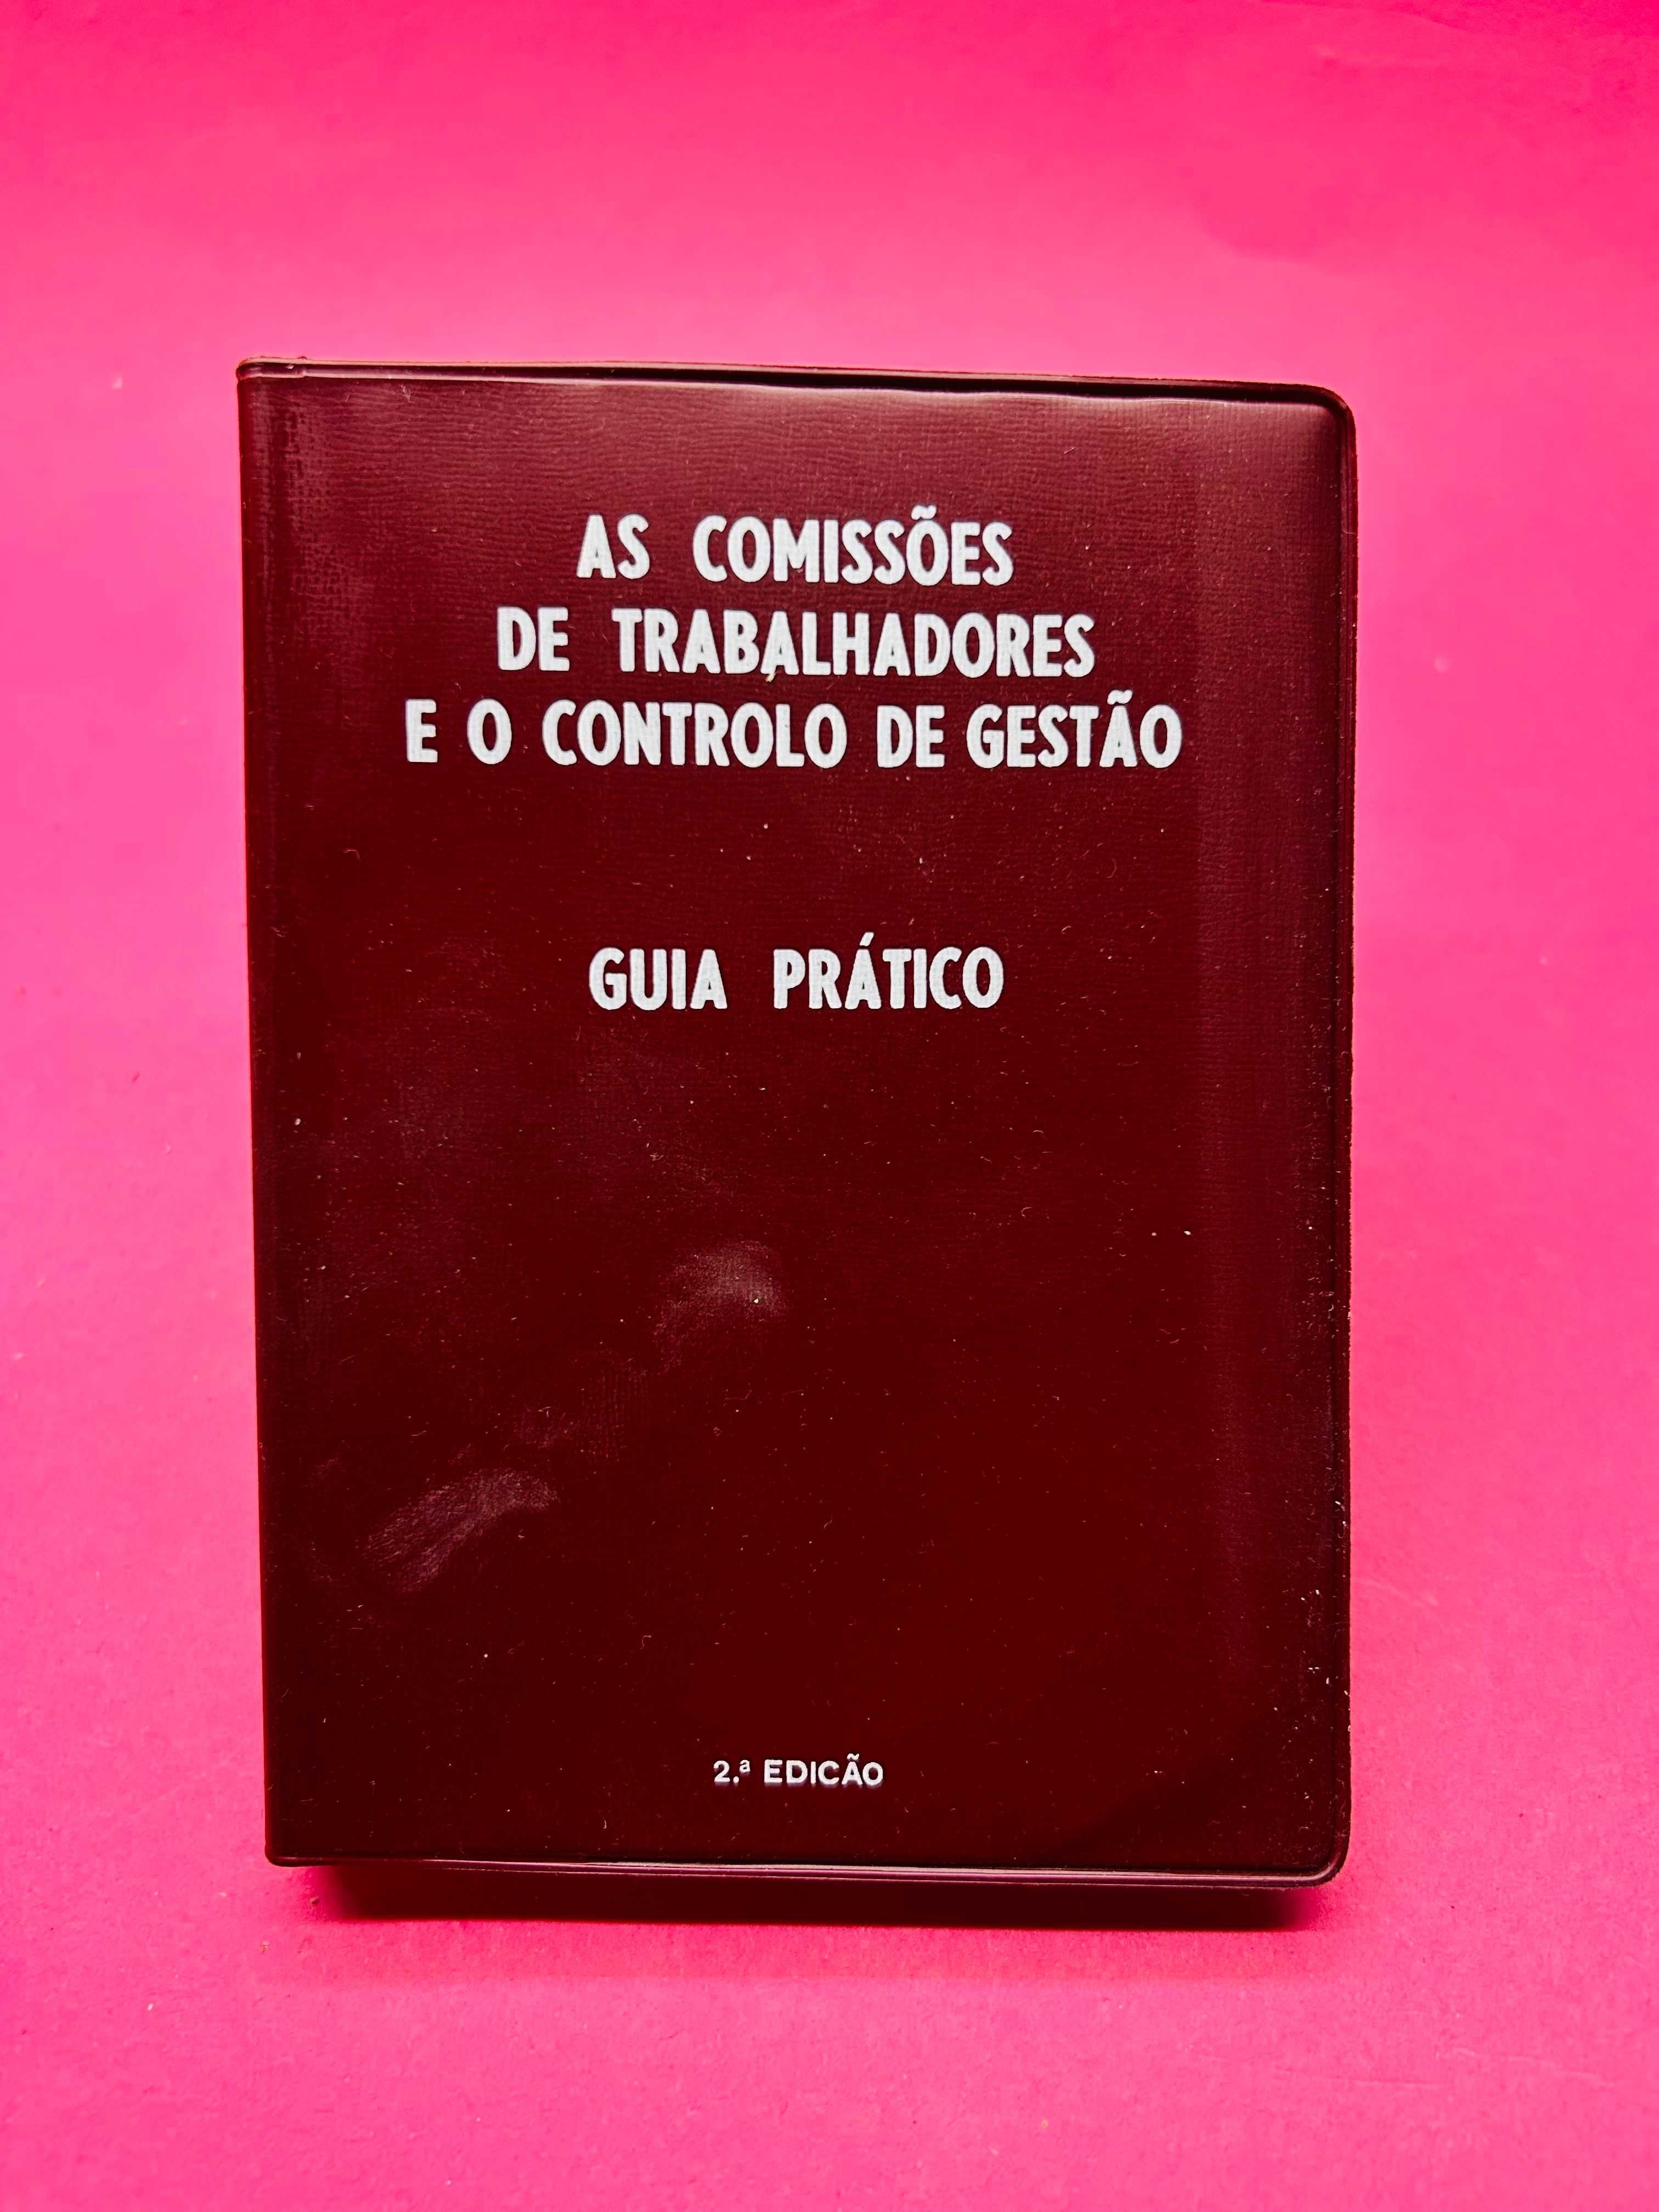 AS COMISSÕES
DE TRABALHADORES
E O CONTROLO DE GESTÃO
GUIA PRÁTICO
2.ª EDICÃO